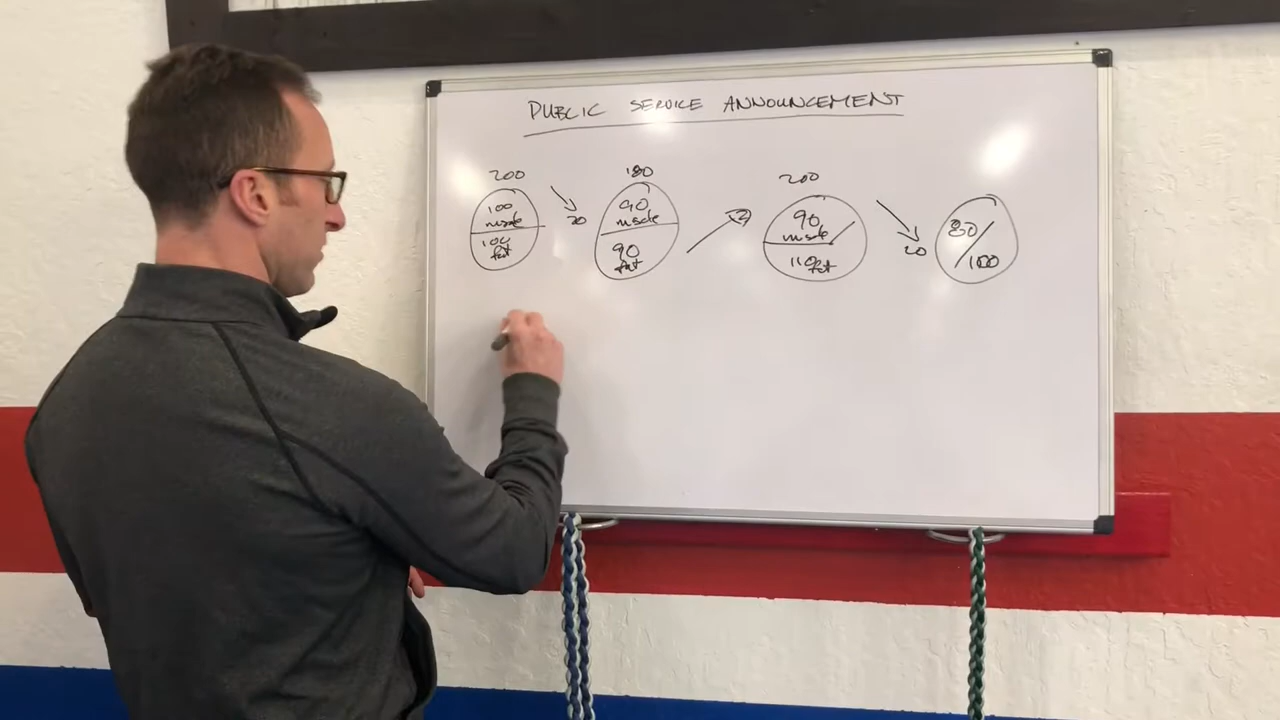 PUBLIC SERVICE ANNOUNCEMENT
200
100
muscle
100
fat
20
180
90
muscle
90
fat
200
90
muscle
110 fat
20
80/100